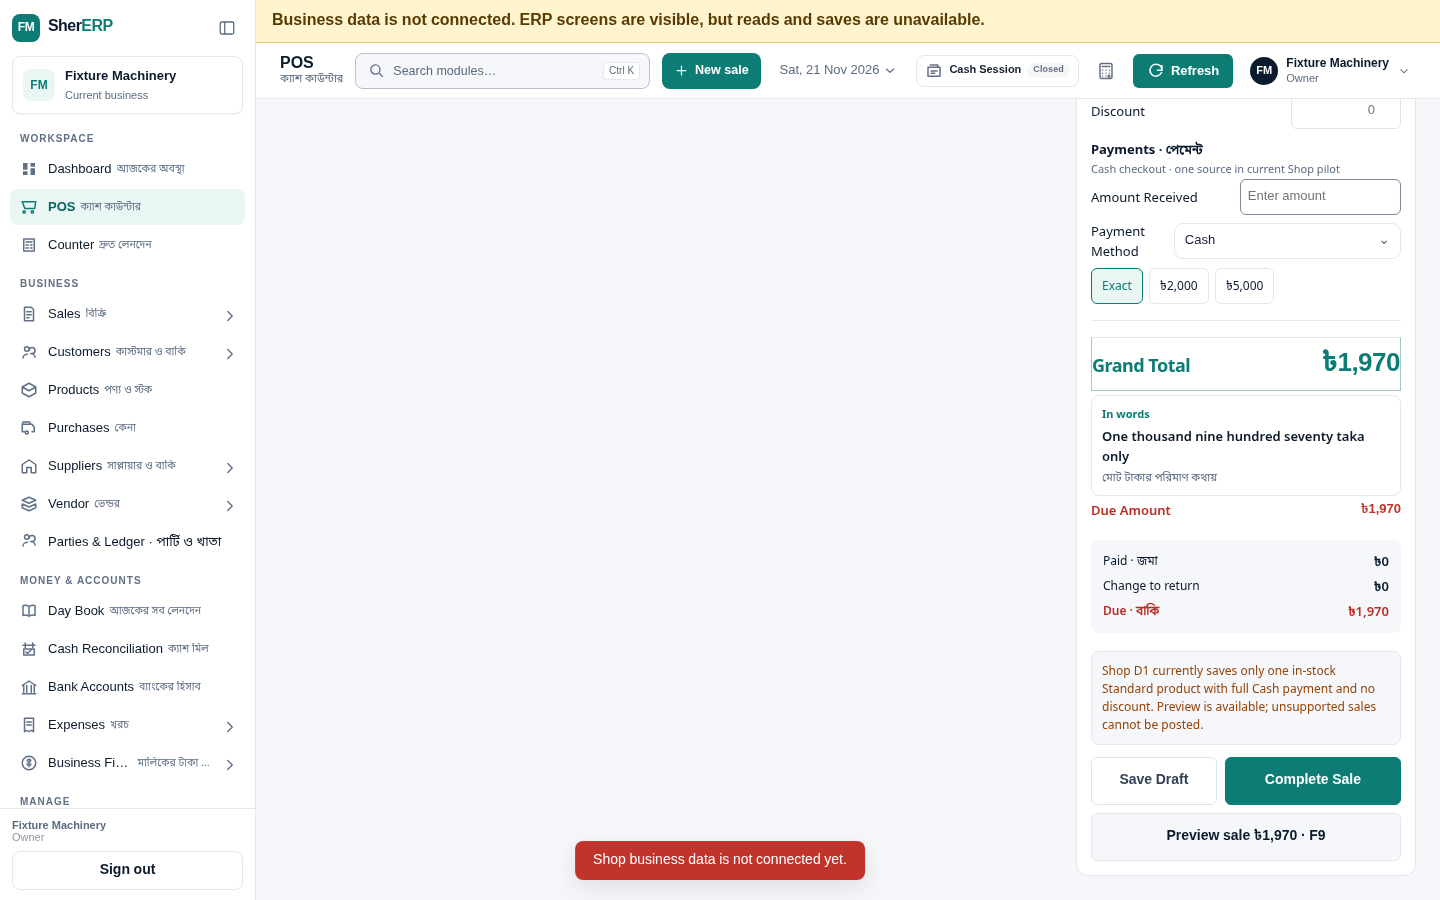 FM SherERP
FM
Fixture Machinery
Current business
WORKSPACE
Dashboard আজকের অবস্থা
POS ক্যাশ কাউন্টার
Counter দ্রুত লেনদেন
BUSINESS
Sales বিক্রি
Customers কাস্টমার ও বাকি
Products পণ্য ও স্টক
Purchases কেনা
Suppliers সাপ্লায়ার ও বাকি
Vendor ভেন্ডর
Parties & Ledger · পার্টি ও খাতা
MONEY & ACCOUNTS
Day Book আজকের সব লেনদেন
Cash Reconciliation ক্যাশ মিল
Bank Accounts ব্যাংকের হিসাব
Expenses খরচ
Business Fi... মালিকের টাকা ...
MANAGE
Fixture Machinery
Owner
Sign out
Business data is not connected. ERP screens are visible, but reads and saves are unavailable.
POS
ক্যাশ কাউন্টার
Search modules…
Ctrl K
New sale
Sat, 21 Nov 2026
Cash Session Closed
Refresh
FM
Fixture Machinery
Owner
Discount
0
Payments · পেমেন্ট
Cash checkout · one source in current Shop pilot
Amount Received
Enter amount
Payment
Method
Cash
Exact
৳2,000
৳5,000
Grand Total
৳1,970
In words
One thousand nine hundred seventy taka
only
মোট টাকার পরিমাণ কথায়
Due Amount
৳1,970
Paid · জমা
৳0
Change to return
৳0
Due · বাকি
৳1,970
Shop D1 currently saves only one in-stock
Standard product with full Cash payment and no
discount. Preview is available; unsupported sales
cannot be posted.
Save Draft
Complete Sale
Preview sale ৳1,970 · F9
Shop business data is not connected yet.